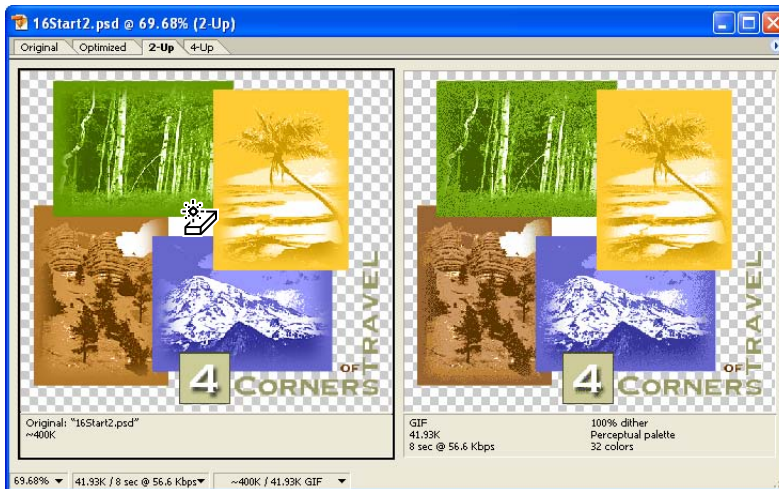 16Start2.psd @ 69.68% (2-Up)
Original Optimized 2-Up 4-Up
4 CORNERS
OF
TRAVEL
4 CORNERS
OF
TRAVEL
Original: "16Start2.psd"
~400K
GIF
41.93K
8 sec @ 56.6 Kbps
100% dither
Perceptual palette
32 colors
69.68% 41.93K / 8 sec @ 56.6 Kbps ~400K / 41.93K GIF